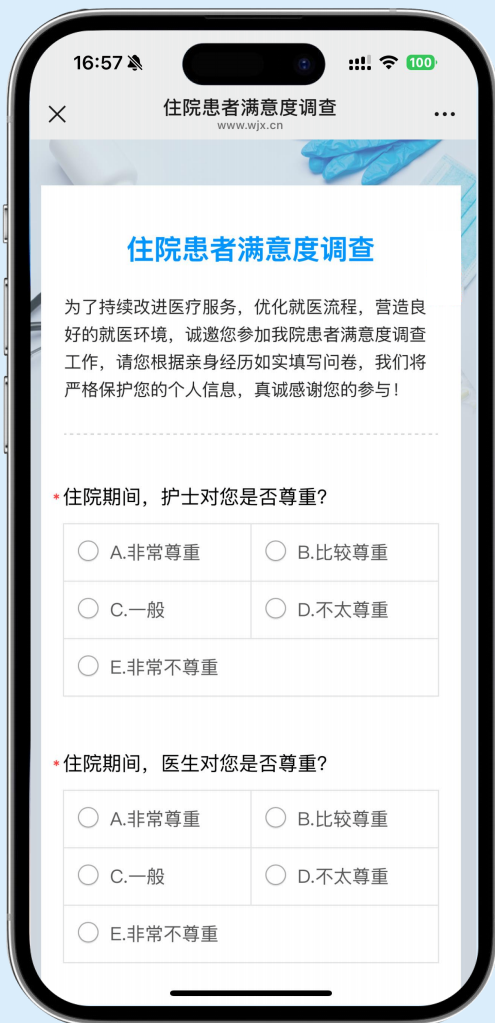 16:57
100
住院患者满意度调查
www.wjx.cn
住院患者满意度调查
为了持续改进医疗服务，优化就医流程，营造良
好的就医环境，诚邀您参加我院患者满意度调查
工作，请您根据亲身经历如实填写问卷，我们将
严格保护您的个人信息，真诚感谢您的参与！
*住院期间，护士对您是否尊重?
A.非常尊重 B.比较尊重
C.一般 D.不太尊重
E.非常不尊重
*住院期间，医生对您是否尊重?
A.非常尊重 B.比较尊重
C.一般 D.不太尊重
E.非常不尊重